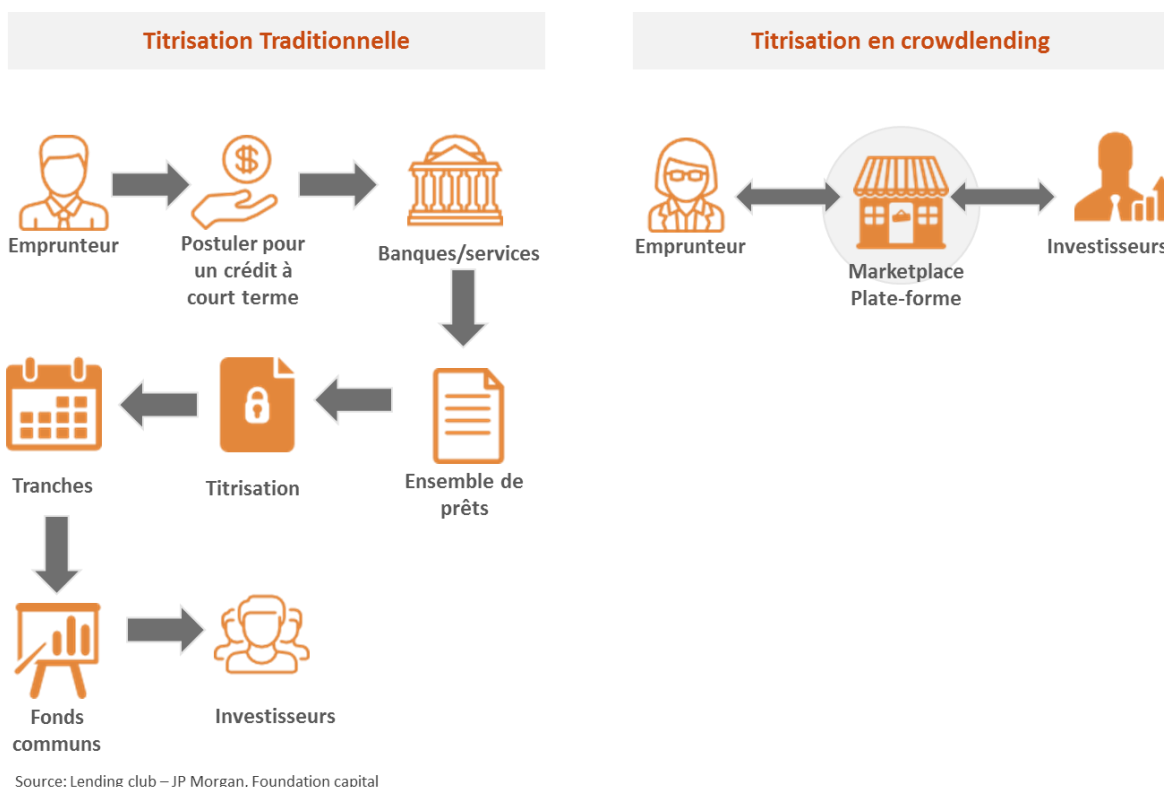 Titrisation Traditionnelle
Titrisation en crowdlending
Emprunteur
Postuler pour
un crédit à
court terme
Banques/services
Emprunteur
Marketplace
Plate-forme
Investisseurs
Tranches
Titrisation
Ensemble de
prêts
Fonds
communs
Investisseurs
Source: Lending club – JP Morgan, Foundation capital